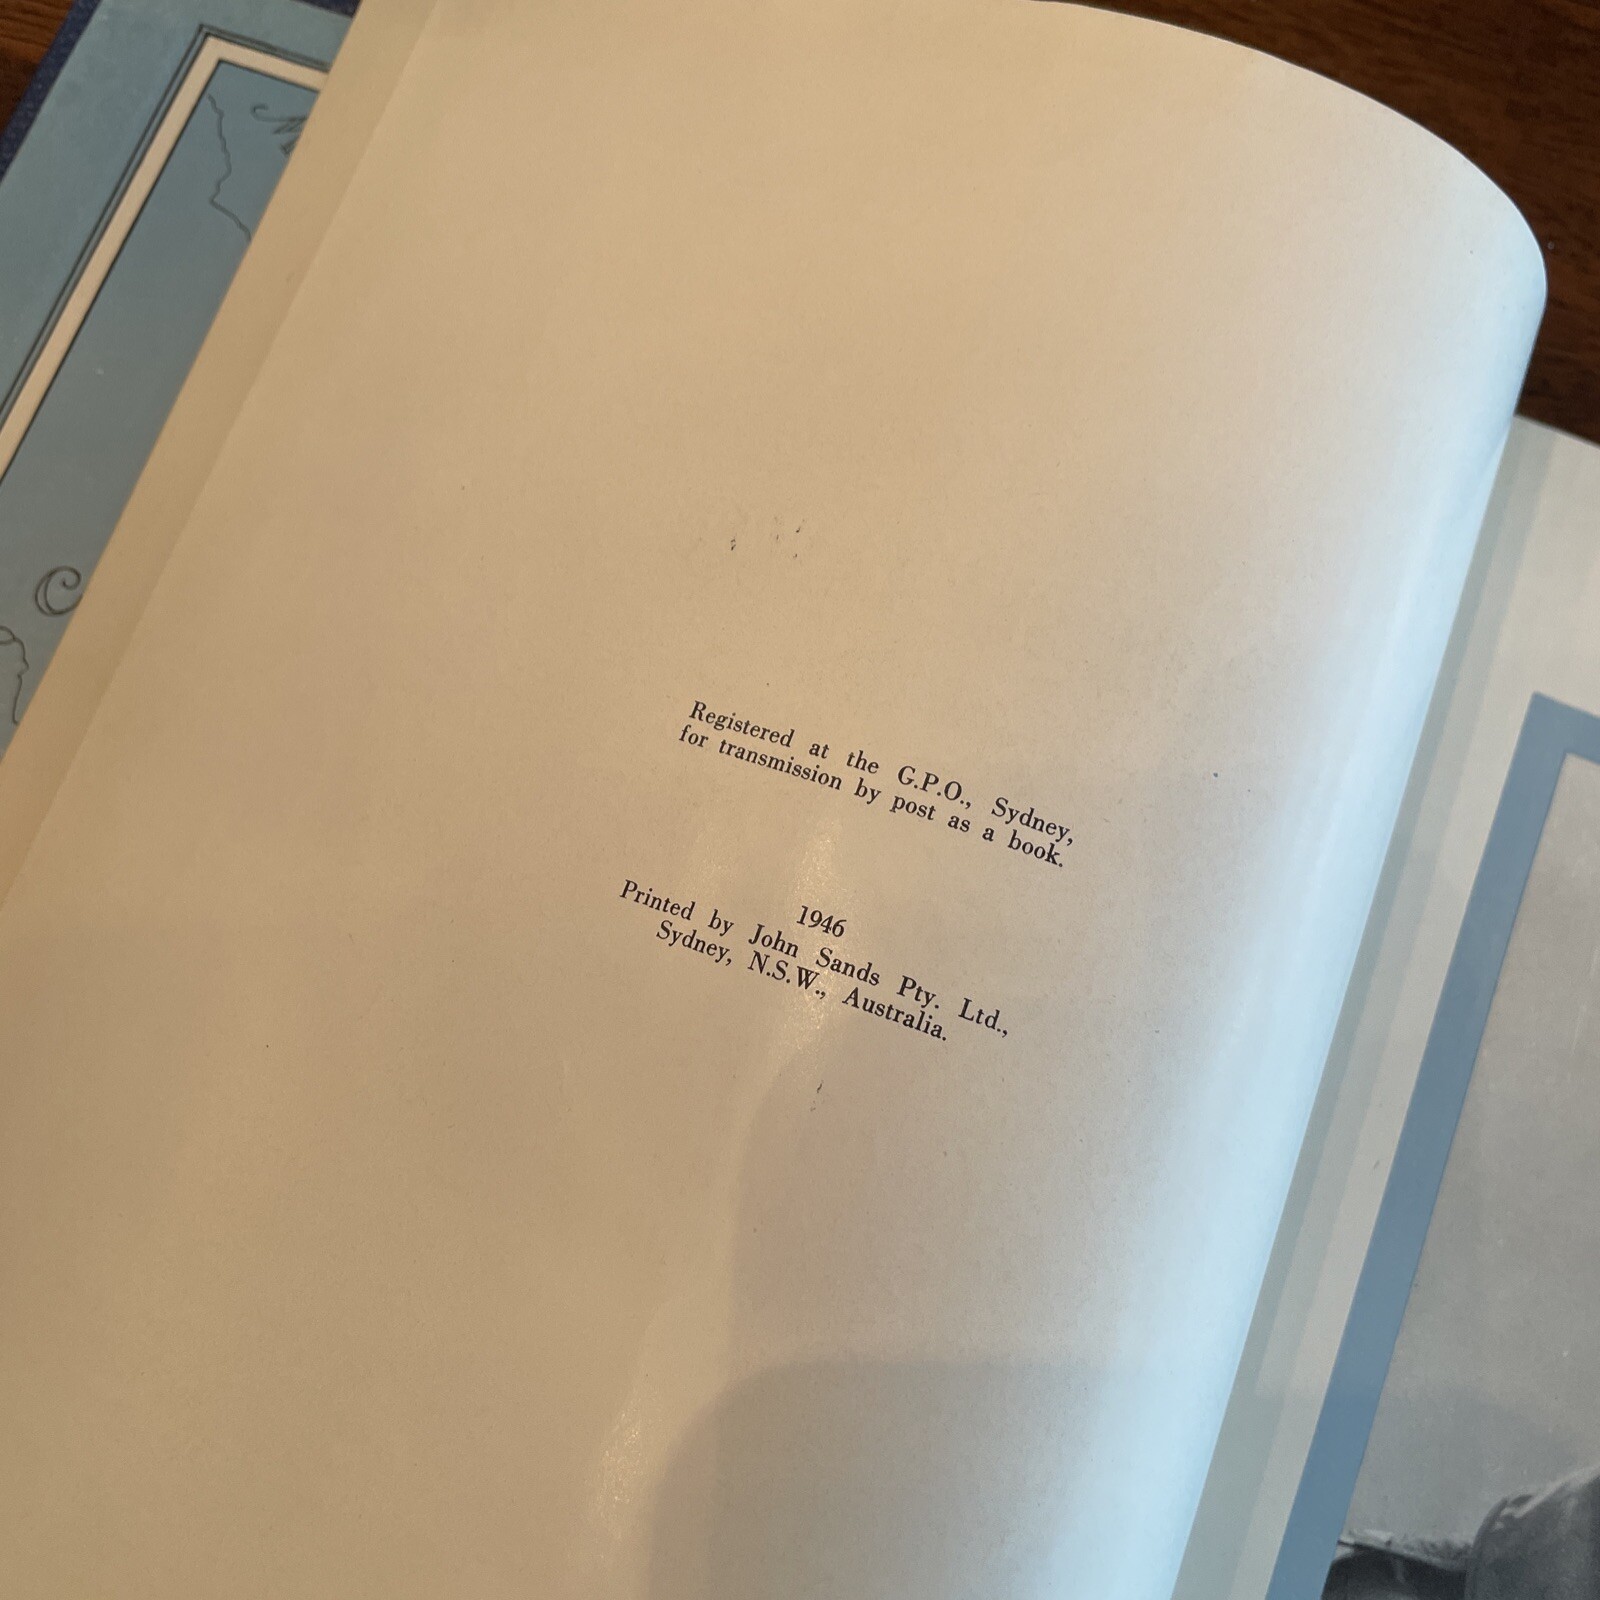 Registered at the G.P.O., Sydney,
for transmission by post as a book.
1946
Printed by John Sands Pty. Ltd.,
Sydney, N.S.W., Australia.